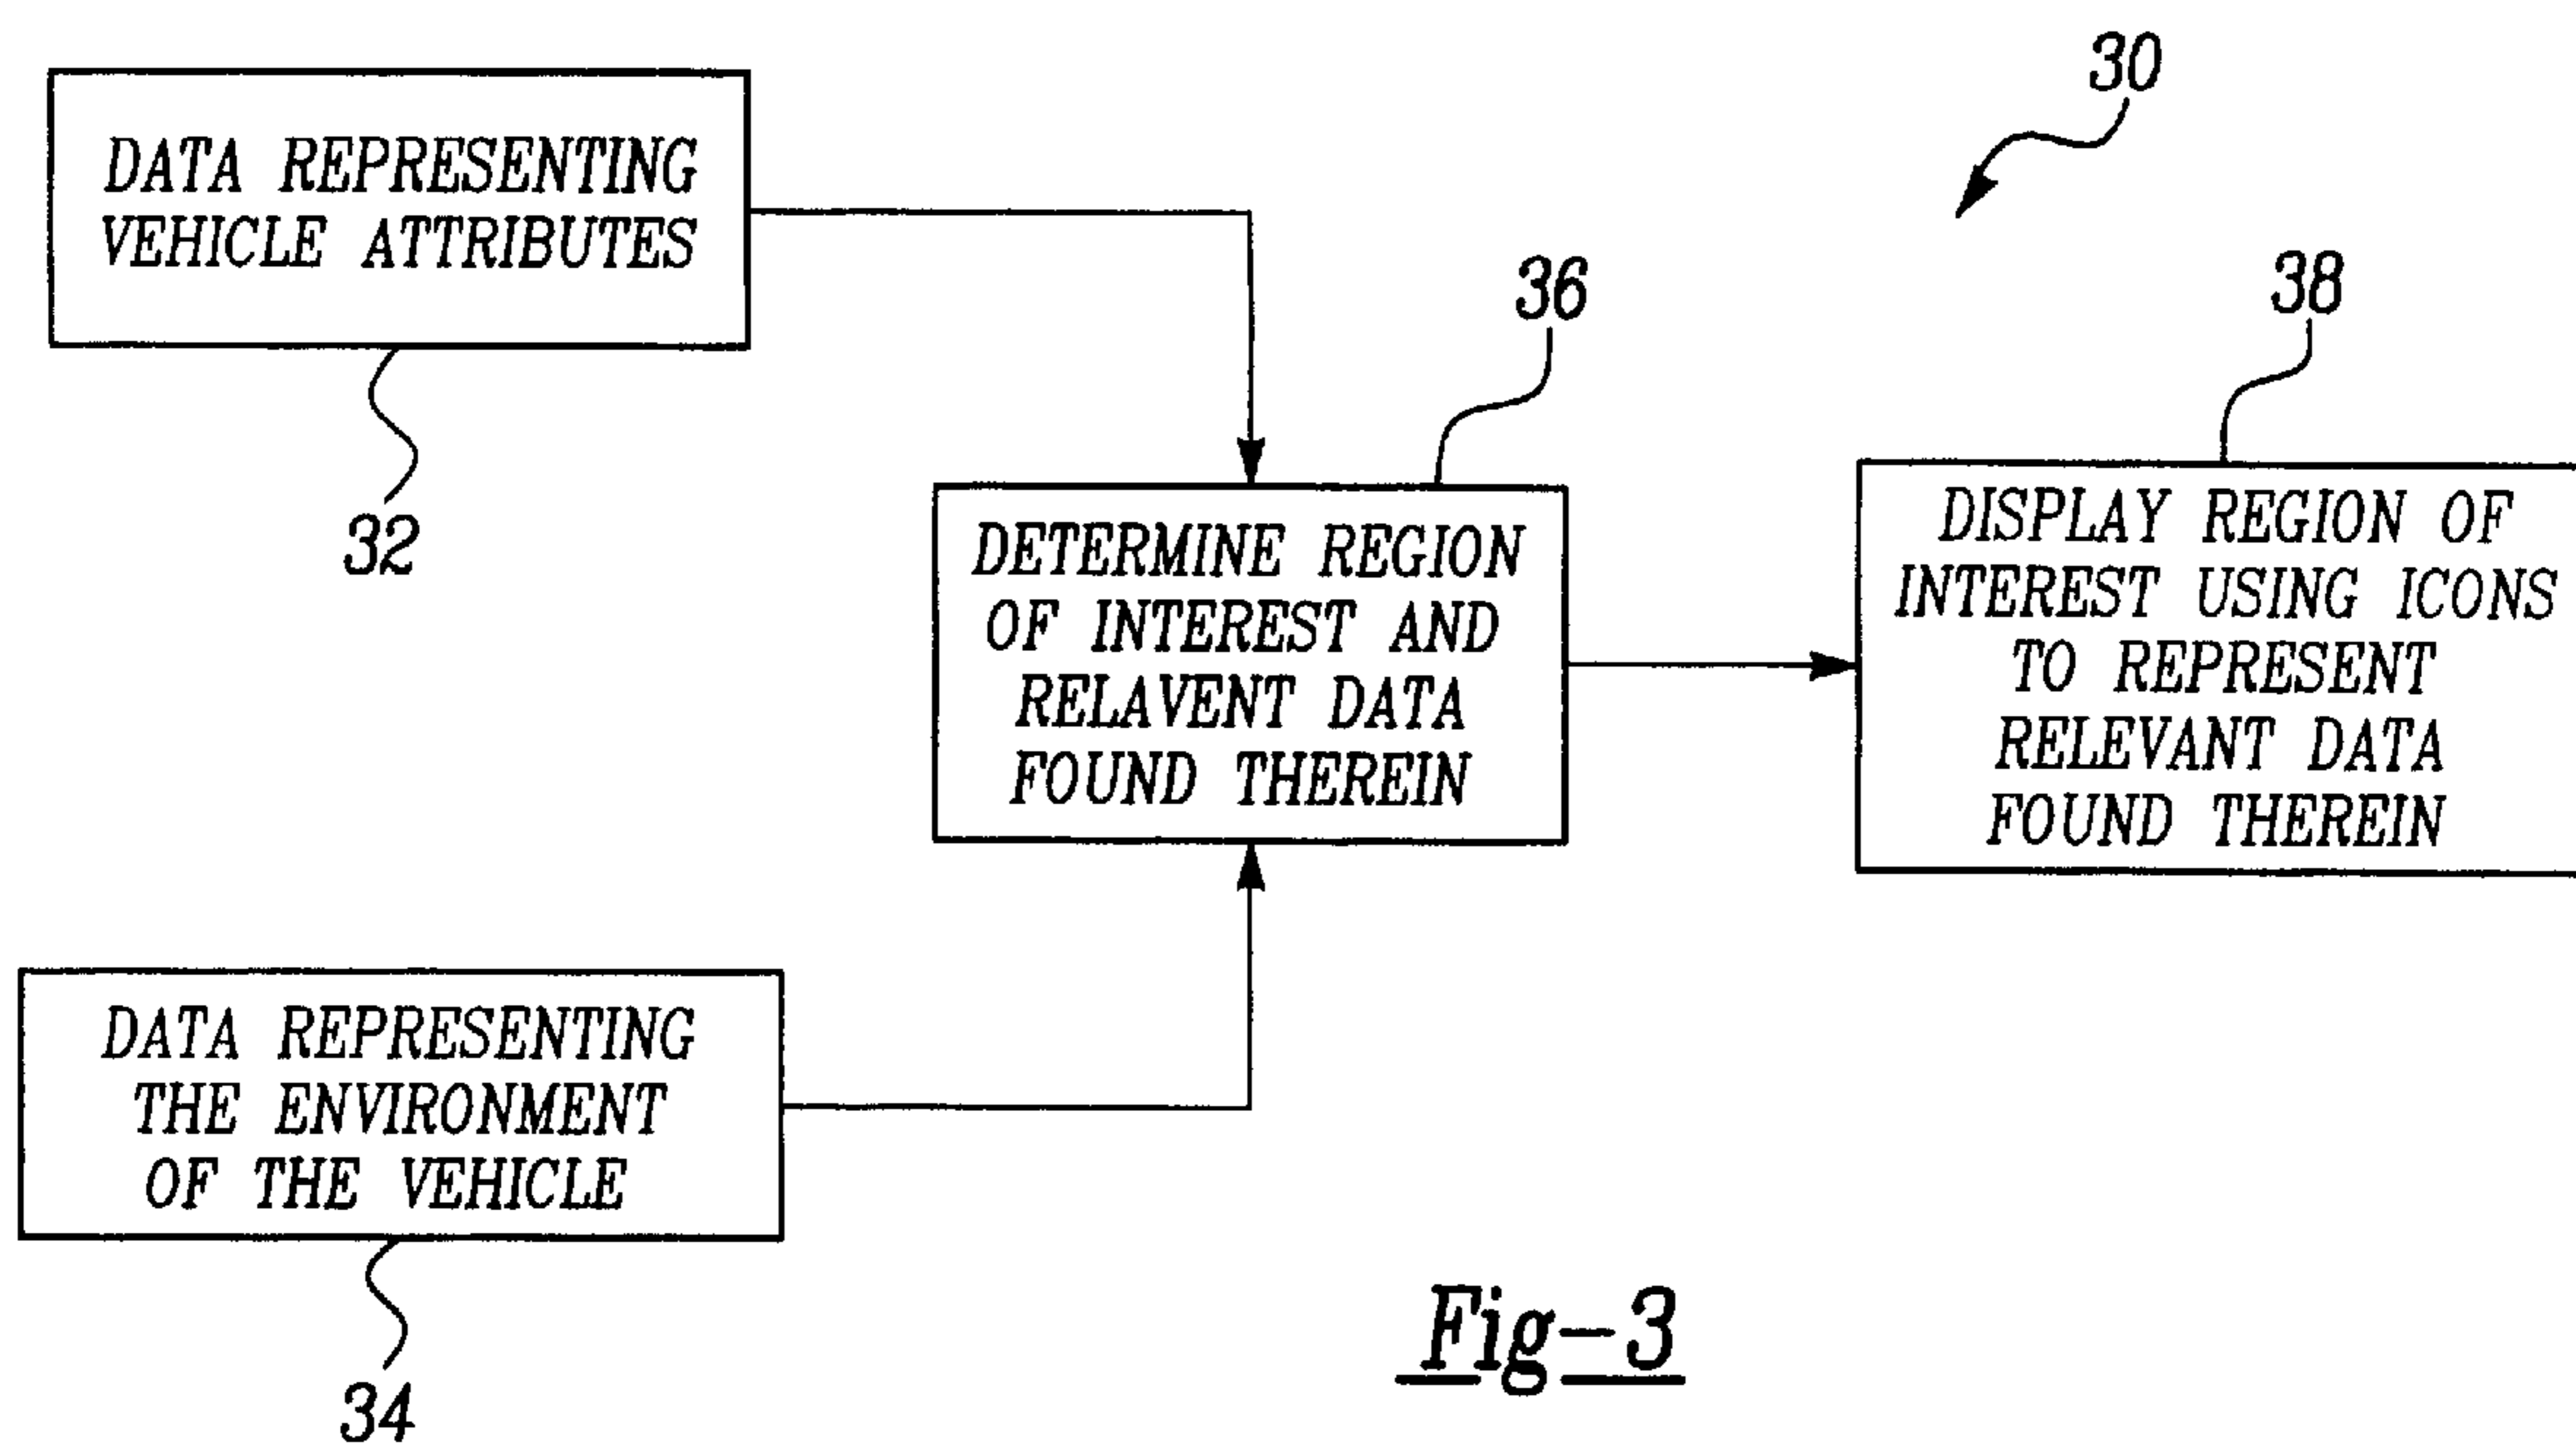 30
DATA REPRESENTING
VEHICLE ATTRIBUTES
32
36
38
DETERMINE REGION
OF INTEREST AND
RELAVENT DATA
FOUND THEREIN
DISPLAY REGION OF
INTEREST USING ICONS
TO REPRESENT
RELEVANT DATA
FOUND THEREIN
DATA REPRESENTING
THE ENVIRONMENT
OF THE VEHICLE
34
Fig-3